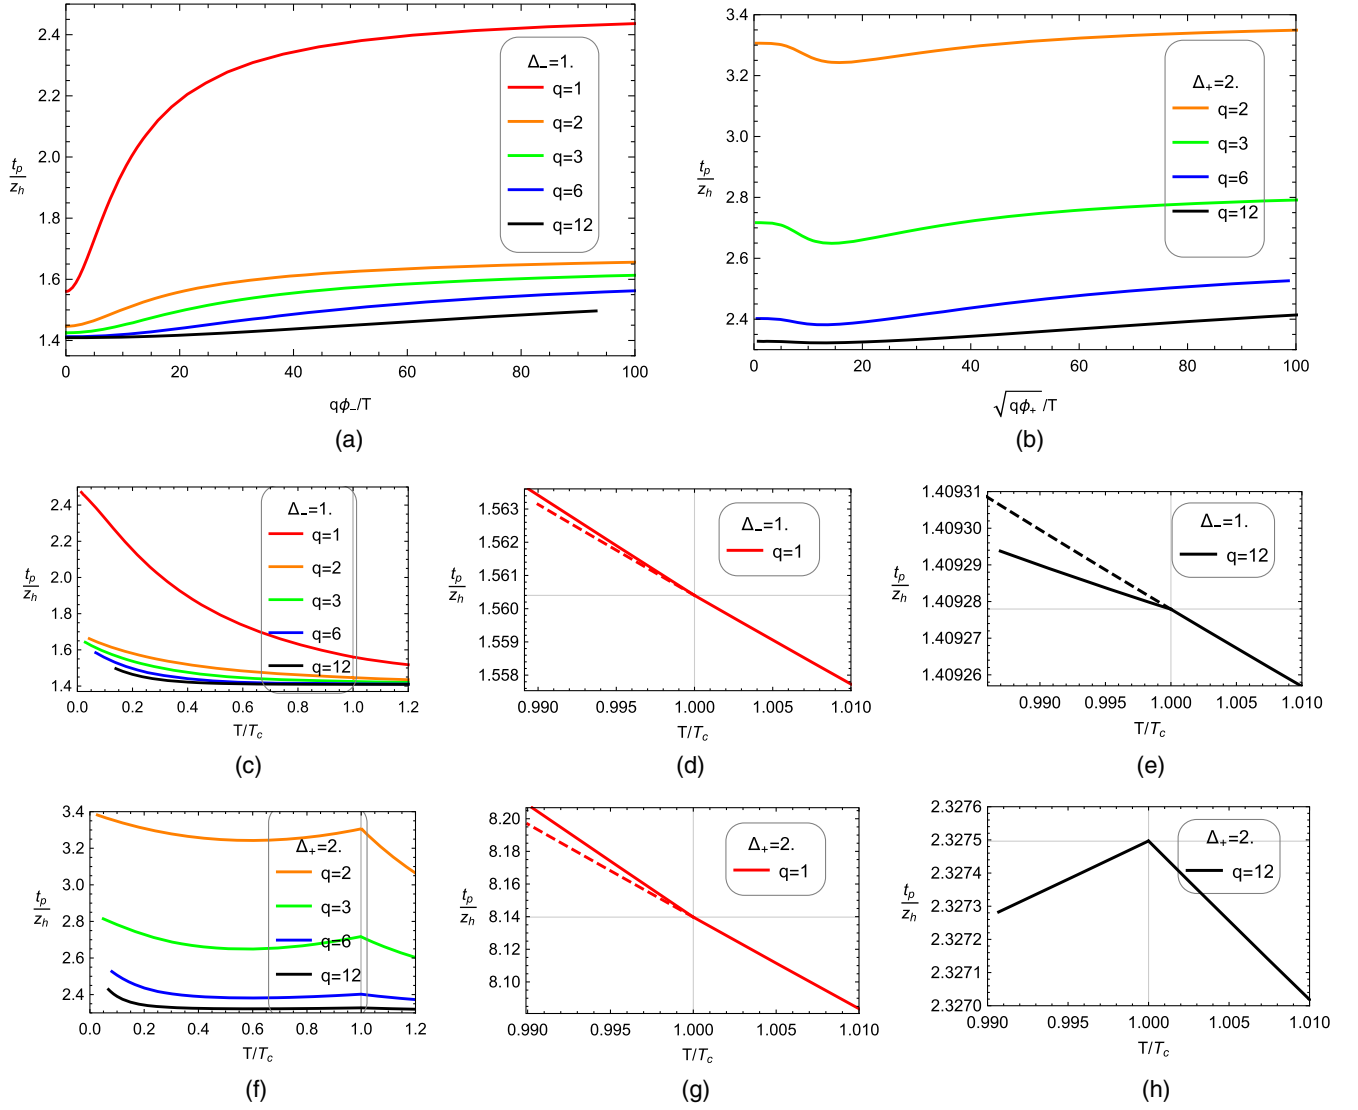 2.4
2.2
2.0
1.8
1.6
1.4
t_p
z_h
0 20 40 60 80 100
qϕ₋/T
Δ₋=1.
q=1
q=2
q=3
q=6
q=12
(a)
3.4
3.2
3.0
2.8
2.6
2.4
t_p
z_h
0 20 40 60 80 100
√qϕ₊/T
Δ₊=2.
q=2
q=3
q=6
q=12
(b)
2.4
2.2
2.0
1.8
1.6
1.4
t_p
z_h
0.0 0.2 0.4 0.6 0.8 1.0 1.2
T/T_c
Δ₋=1.
q=1
q=2
q=3
q=6
q=12
(c)
1.563
1.562
1.561
1.560
1.559
1.558
t_p
z_h
0.990 0.995 1.000 1.005 1.010
T/T_c
Δ₋=1.
q=1
(d)
1.40931
1.40930
1.40929
1.40928
1.40927
1.40926
t_p
z_h
0.990 0.995 1.000 1.005 1.010
T/T_c
Δ₋=1.
q=12
(e)
3.4
3.2
3.0
2.8
2.6
2.4
t_p
z_h
0.0 0.2 0.4 0.6 0.8 1.0 1.2
T/T_c
Δ₊=2.
q=2
q=3
q=6
q=12
(f)
8.20
8.18
8.16
8.14
8.12
8.10
t_p
z_h
0.990 0.995 1.000 1.005 1.010
T/T_c
Δ₊=2.
q=1
(g)
2.3276
2.3275
2.3274
2.3273
2.3272
2.3271
2.3270
t_p
z_h
0.990 0.995 1.000 1.005 1.010
T/T_c
Δ₊=2.
q=12
(h)